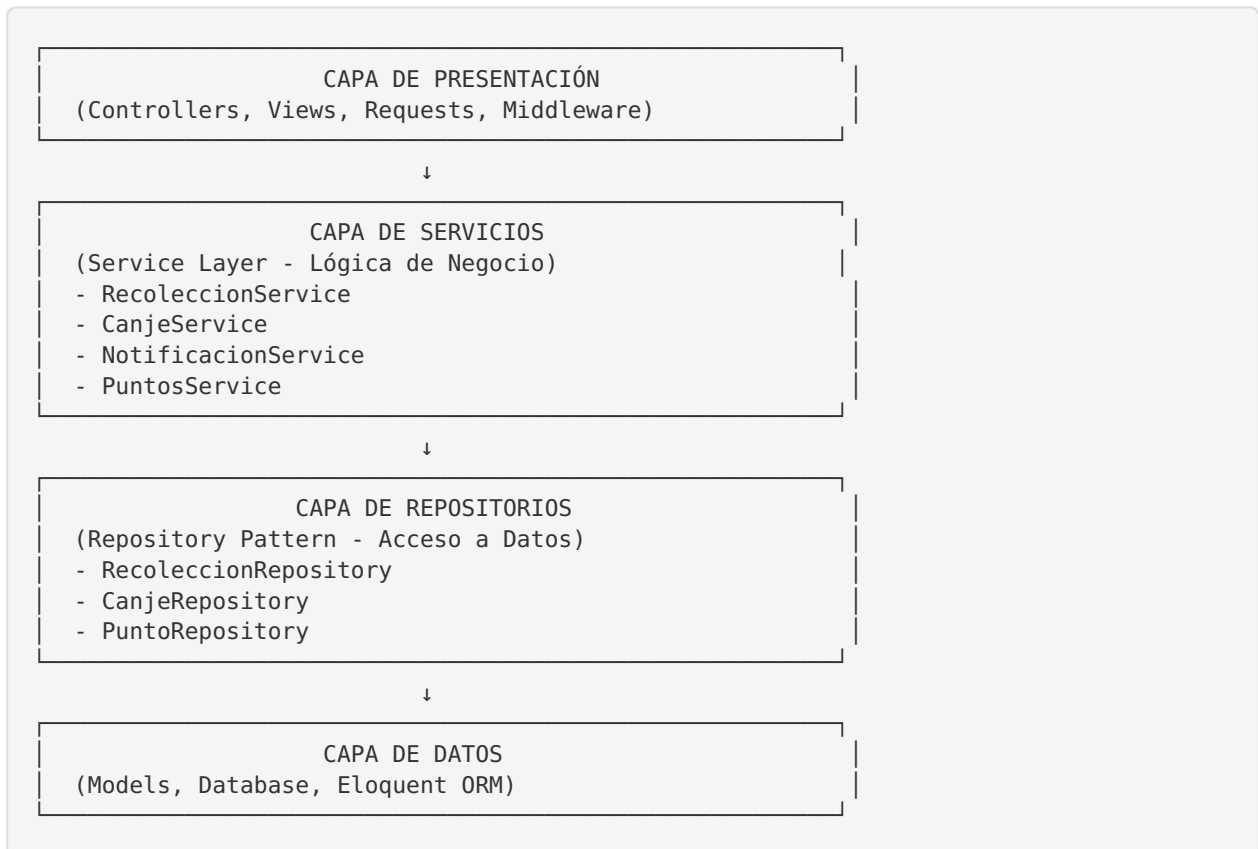 CAPA DE PRESENTACIÓN
(Controllers, Views, Requests, Middleware)
↓
CAPA DE SERVICIOS
(Service Layer - Lógica de Negocio)
- RecoleccionService
- CanjeService
- NotificacionService
- PuntosService
↓
CAPA DE REPOSITORIOS
(Repository Pattern - Acceso a Datos)
- RecoleccionRepository
- CanjeRepository
- PuntoRepository
↓
CAPA DE DATOS
(Models, Database, Eloquent ORM)